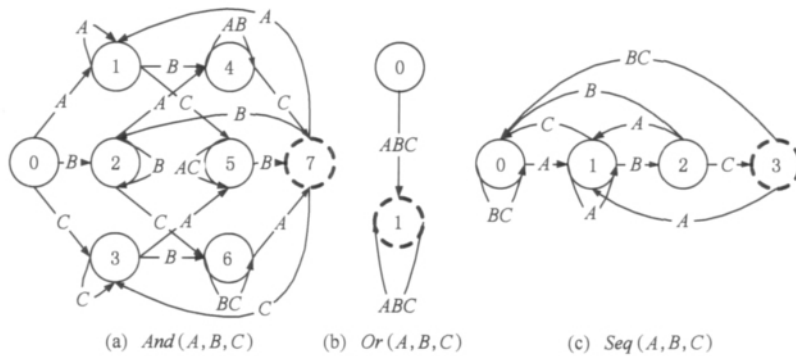 A AB A 0
1 B 4
A A C C BC
B B
ABC C A
0 B 2 B AC 5 B 7 0 A 1 B 2 C 3
1 BC A A
C C A
3 B 6 A
C BC C ABC
(a) And(A,B,C) (b) Or(A,B,C) (c) Seq(A,B,C)